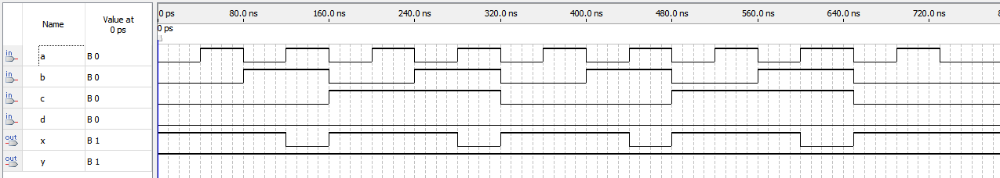 Name
Value at
0 ps
0 ps 80.0 ns 160.0 ns 240.0 ns 320.0 ns 400.0 ns 480.0 ns 560.0 ns 640.0 ns 720.0 ns
0 ps
in a B 0
in b B 0
in c B 0
in d B 0
out x B 1
out y B 1